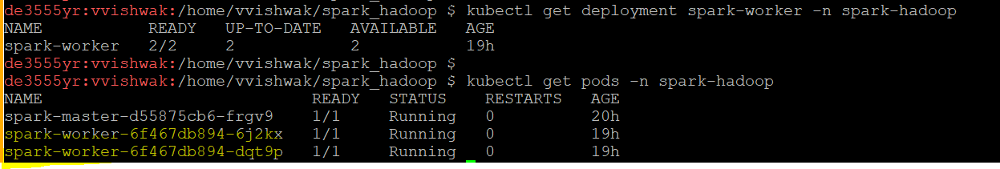 de3555yr:vvishwak:/home/vvishwak/spark_hadoop $ kubectl get deployment spark-worker -n spark-hadoop
NAME READY UP-TO-DATE AVAILABLE AGE
spark-worker 2/2 2 2 19h
de3555yr:vvishwak:/home/vvishwak/spark_hadoop $
de3555yr:vvishwak:/home/vvishwak/spark_hadoop $ kubectl get pods -n spark-hadoop
NAME READY STATUS RESTARTS AGE
spark-master-d55875cb6-frgv9 1/1 Running 0 20h
spark-worker-6f467db894-6j2kx 1/1 Running 0 19h
spark-worker-6f467db894-dqt9p 1/1 Running 0 19h